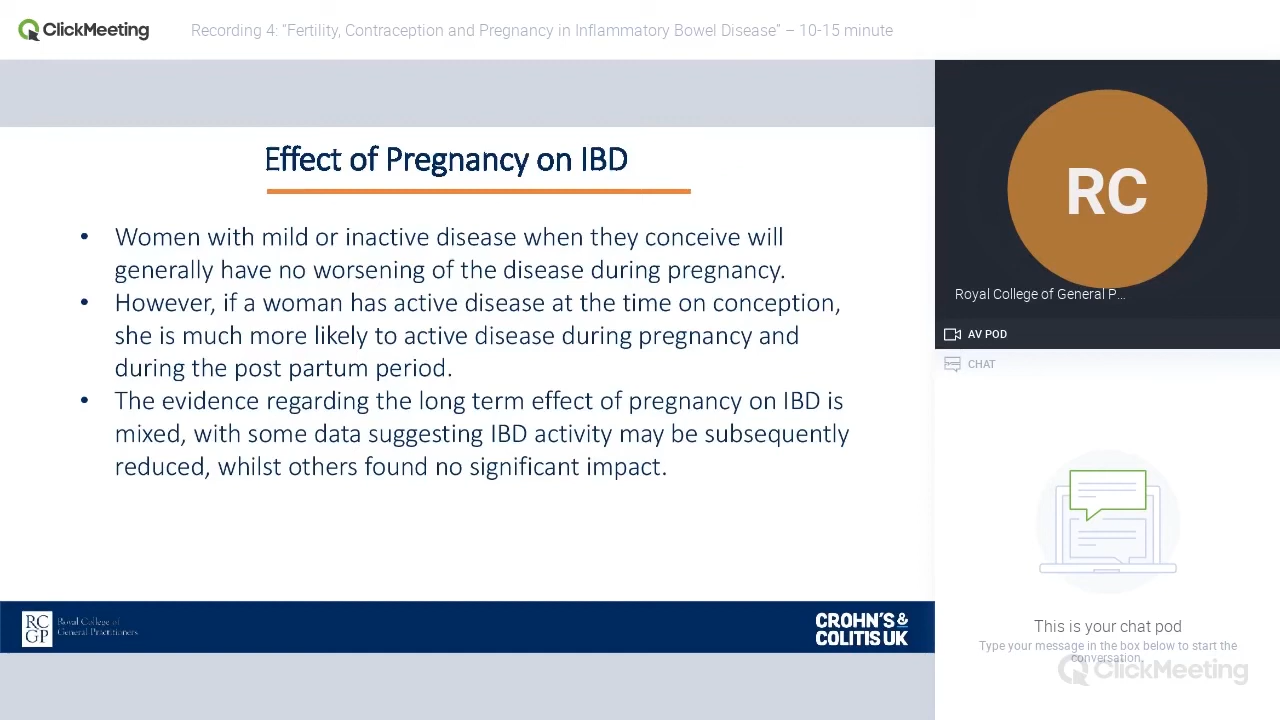 ClickMeeting
Recording 4: "Fertility, Contraception and Pregnancy in Inflammatory Bowel Disease" – 10-15 minute
Effect of Pregnancy on IBD
• Women with mild or inactive disease when they conceive will
generally have no worsening of the disease during pregnancy.
• However, if a woman has active disease at the time on conception,
she is much more likely to active disease during pregnancy and
during the post partum period.
• The evidence regarding the long term effect of pregnancy on IBD is
mixed, with some data suggesting IBD activity may be subsequently
reduced, whilst others found no significant impact.
RC
GP
Royal College of
General Practitioners
CROHN'S &
COLITIS UK
RC
Royal College of General P...
AV POD
CHAT
This is your chat pod
Type your message in the box below to start the
conversation.
ClickMeeting